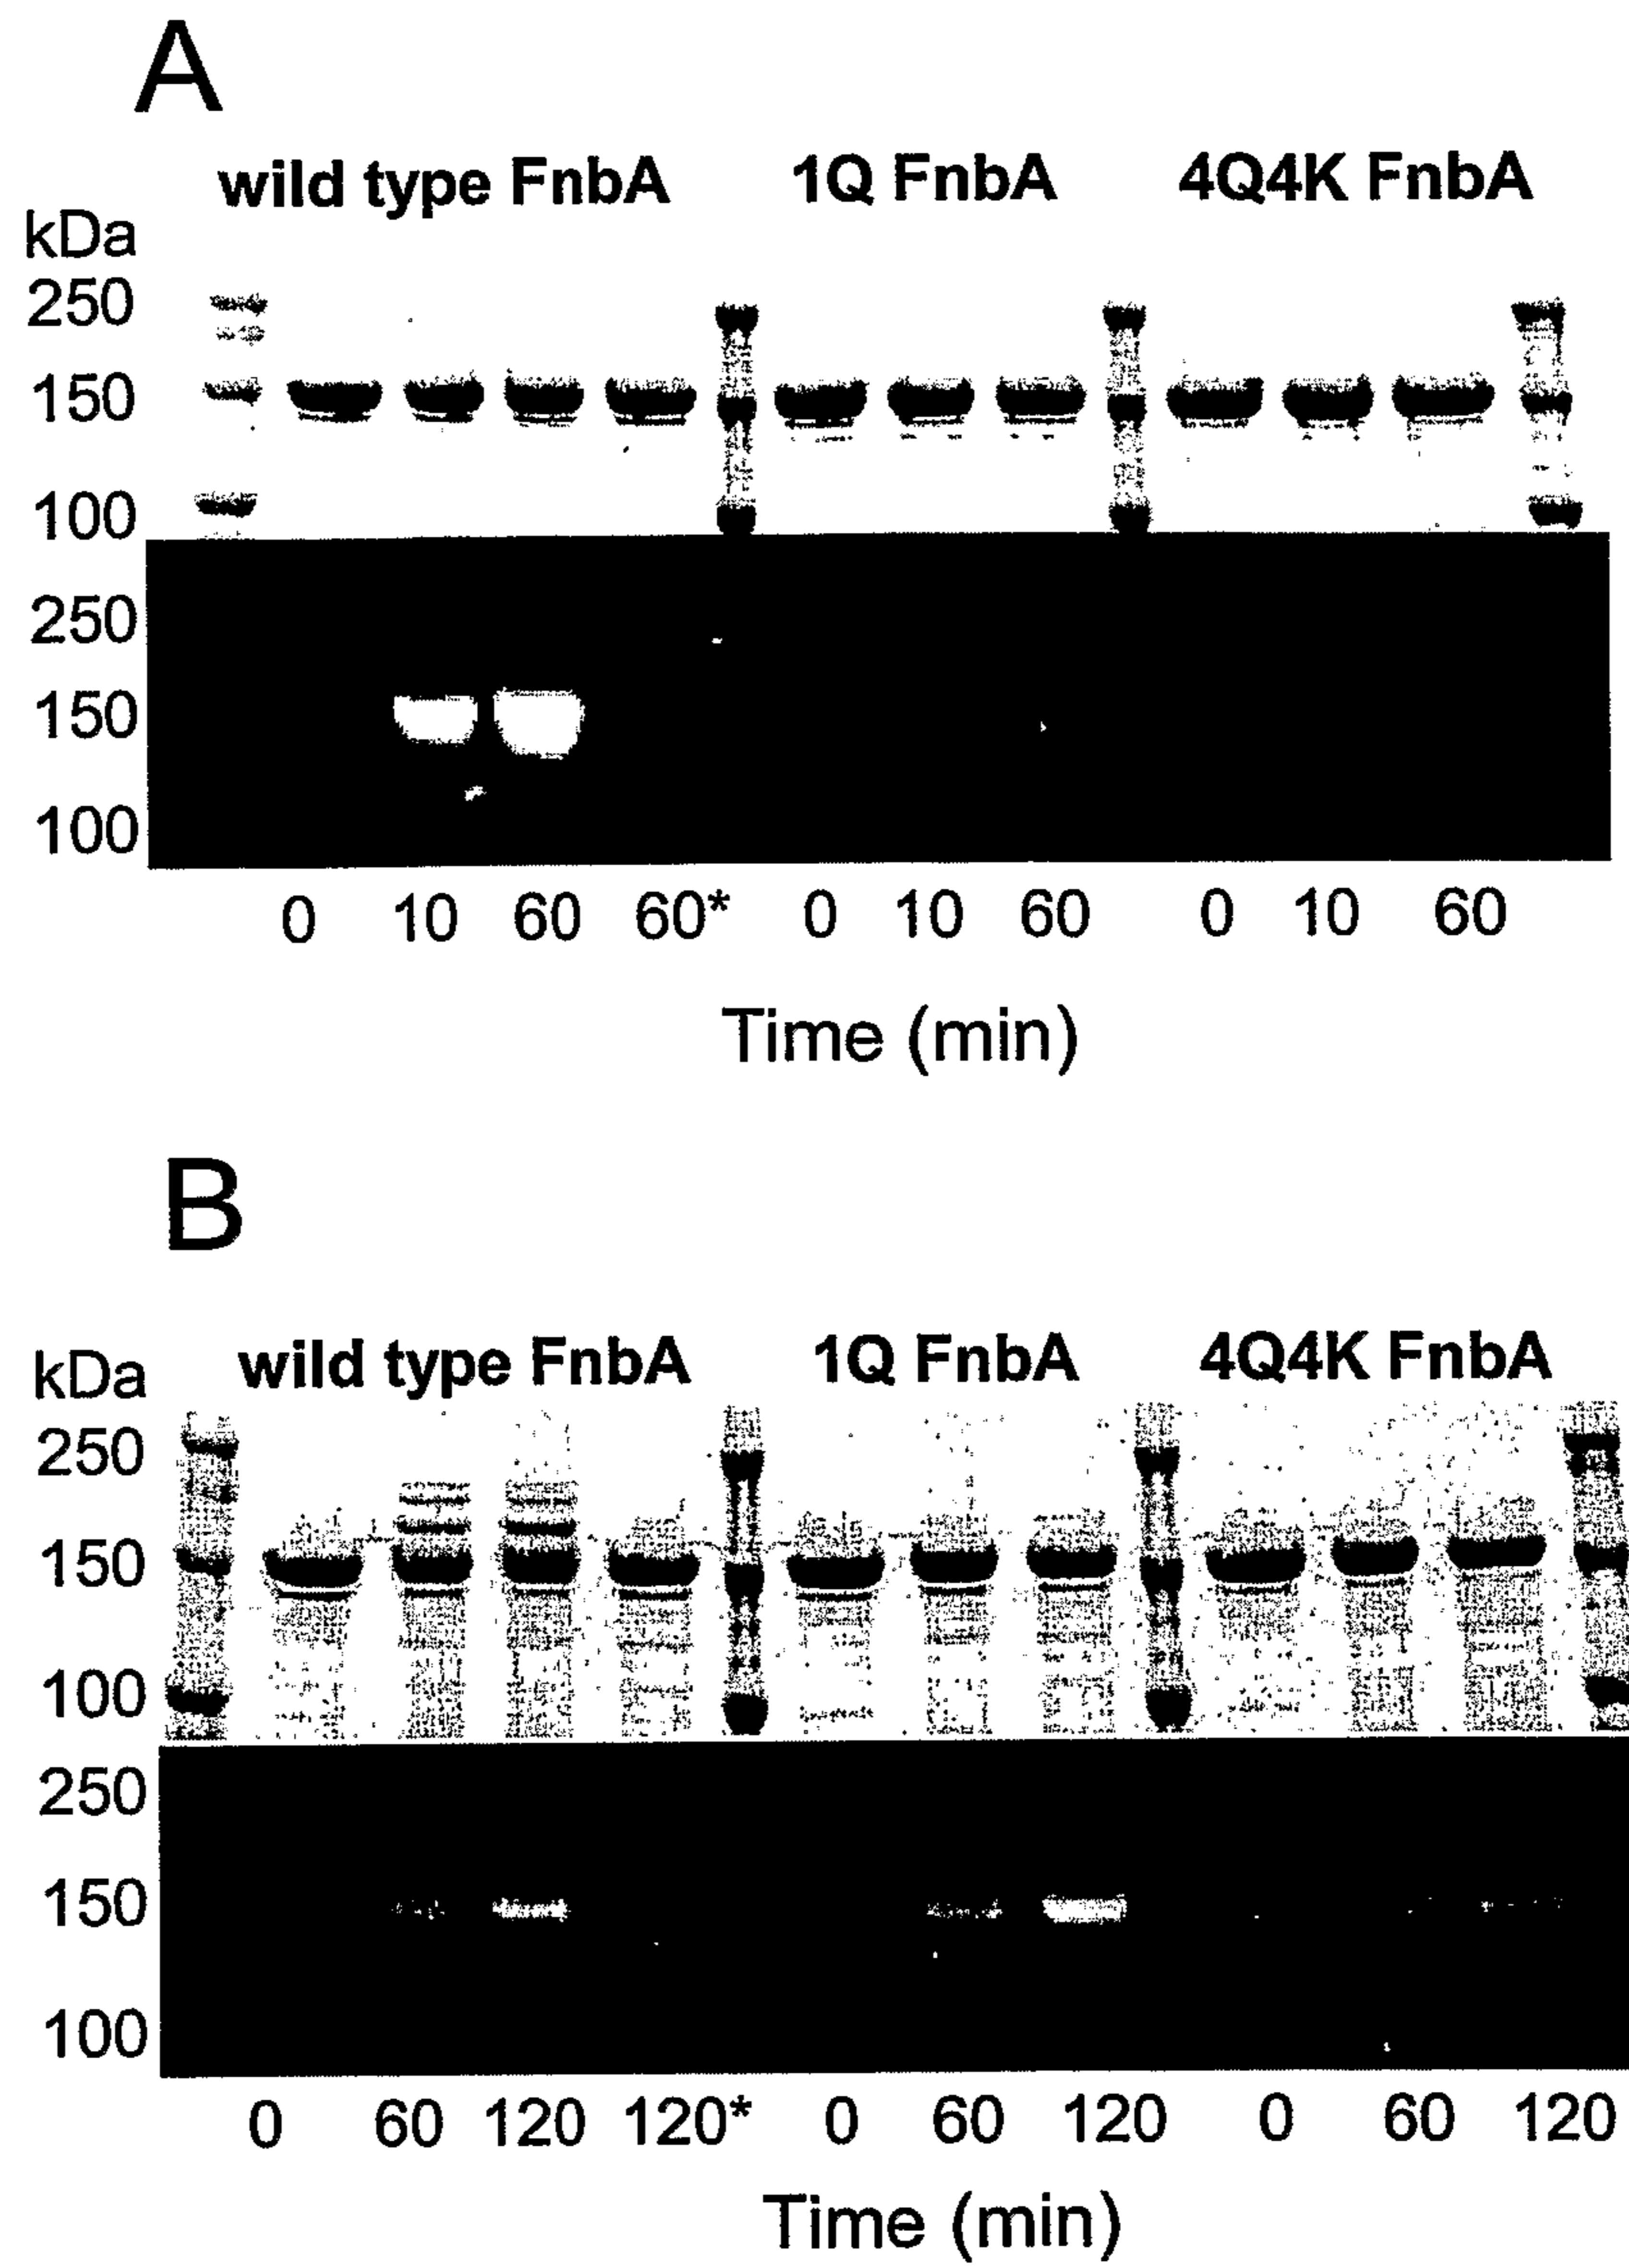 A
wild type FnbA 1Q FnbA 4Q4K FnbA
kDa
250
150
100
250
150
100
0 10 60 60* 0 10 60 0 10 60
Time (min)
B
kDa wild type FnbA 1Q FnbA 4Q4K FnbA
250
150
100
250
150
100
0 60 120 120* 0 60 120 0 60 120
Time (min)